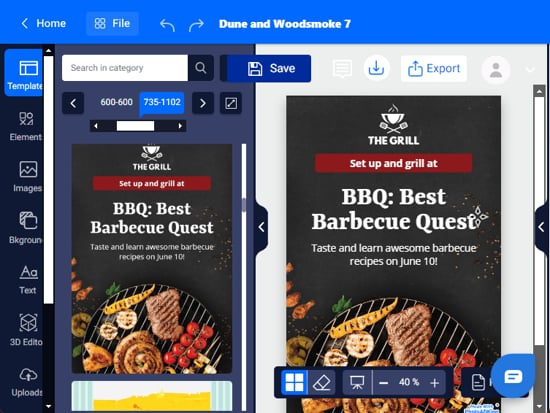 Home
File
Dune and Woodsmoke 7
Search in category
Save
Export
Template
600-600
735-1102
Element
Images
Bkgroun
Text
3D Edito
Uploads
THE GRILL
Set up and grill at
BBQ: Best
Barbecue Quest
Taste and learn awesome barbecue
recipes on June 10!
THE GRILL
Set up and grill at
BBQ: Best
Barbecue Quest
Taste and learn awesome barbecue
recipes on June 10!
40 %